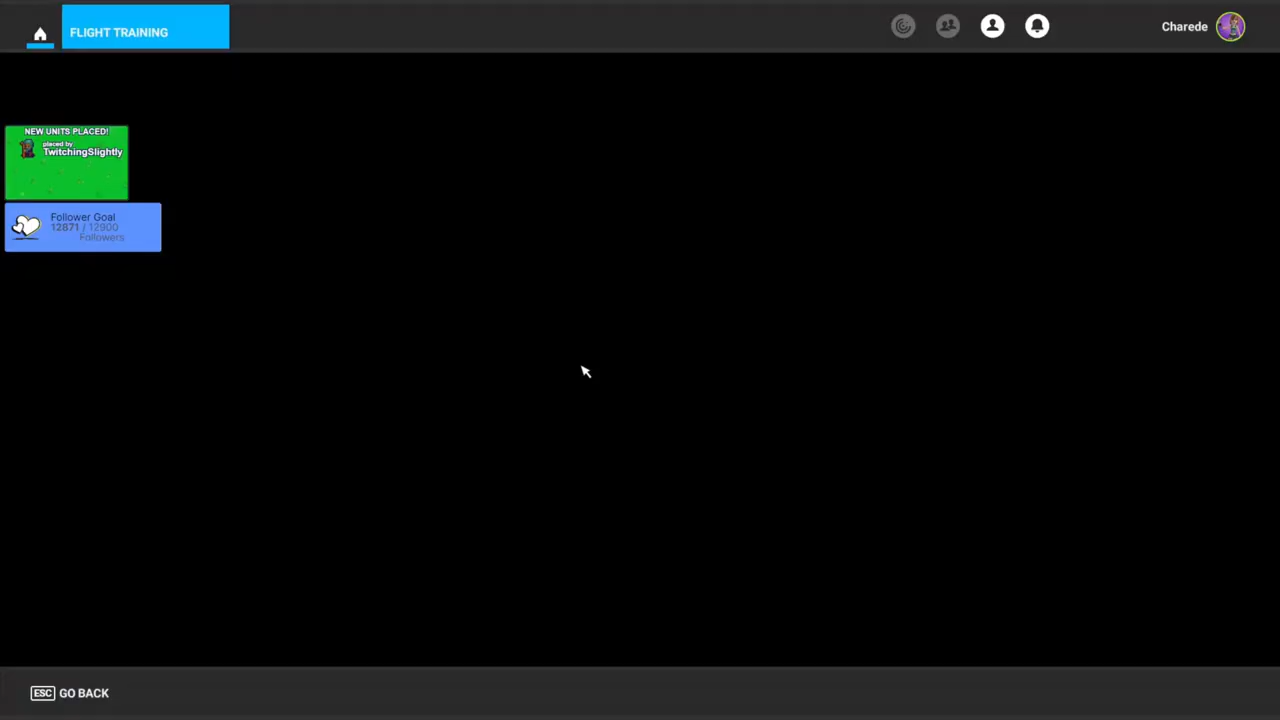 FLIGHT TRAINING
Charede
NEW UNITS PLACED!
placed by
TwitchingSlightly
Follower Goal
12871 / 12900
Followers
ESC GO BACK